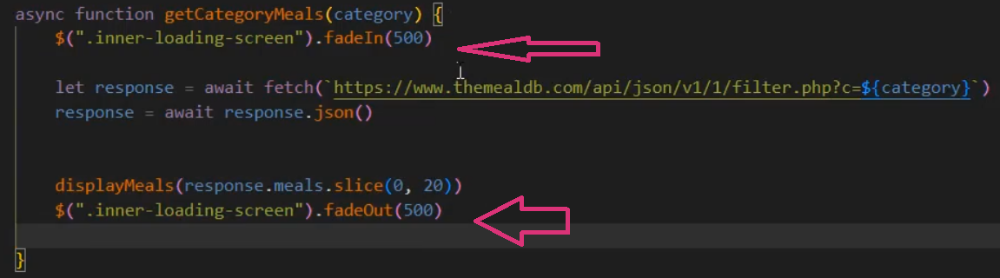 async function getCategoryMeals(category) {
$(".inner-loading-screen").fadeIn(500)
let response = await fetch(`https://www.themealdb.com/api/json/v1/1/filter.php?c=${category}`)
response = await response.json()
displayMeals(response.meals.slice(0, 20))
$(".inner-loading-screen").fadeOut(500)
}